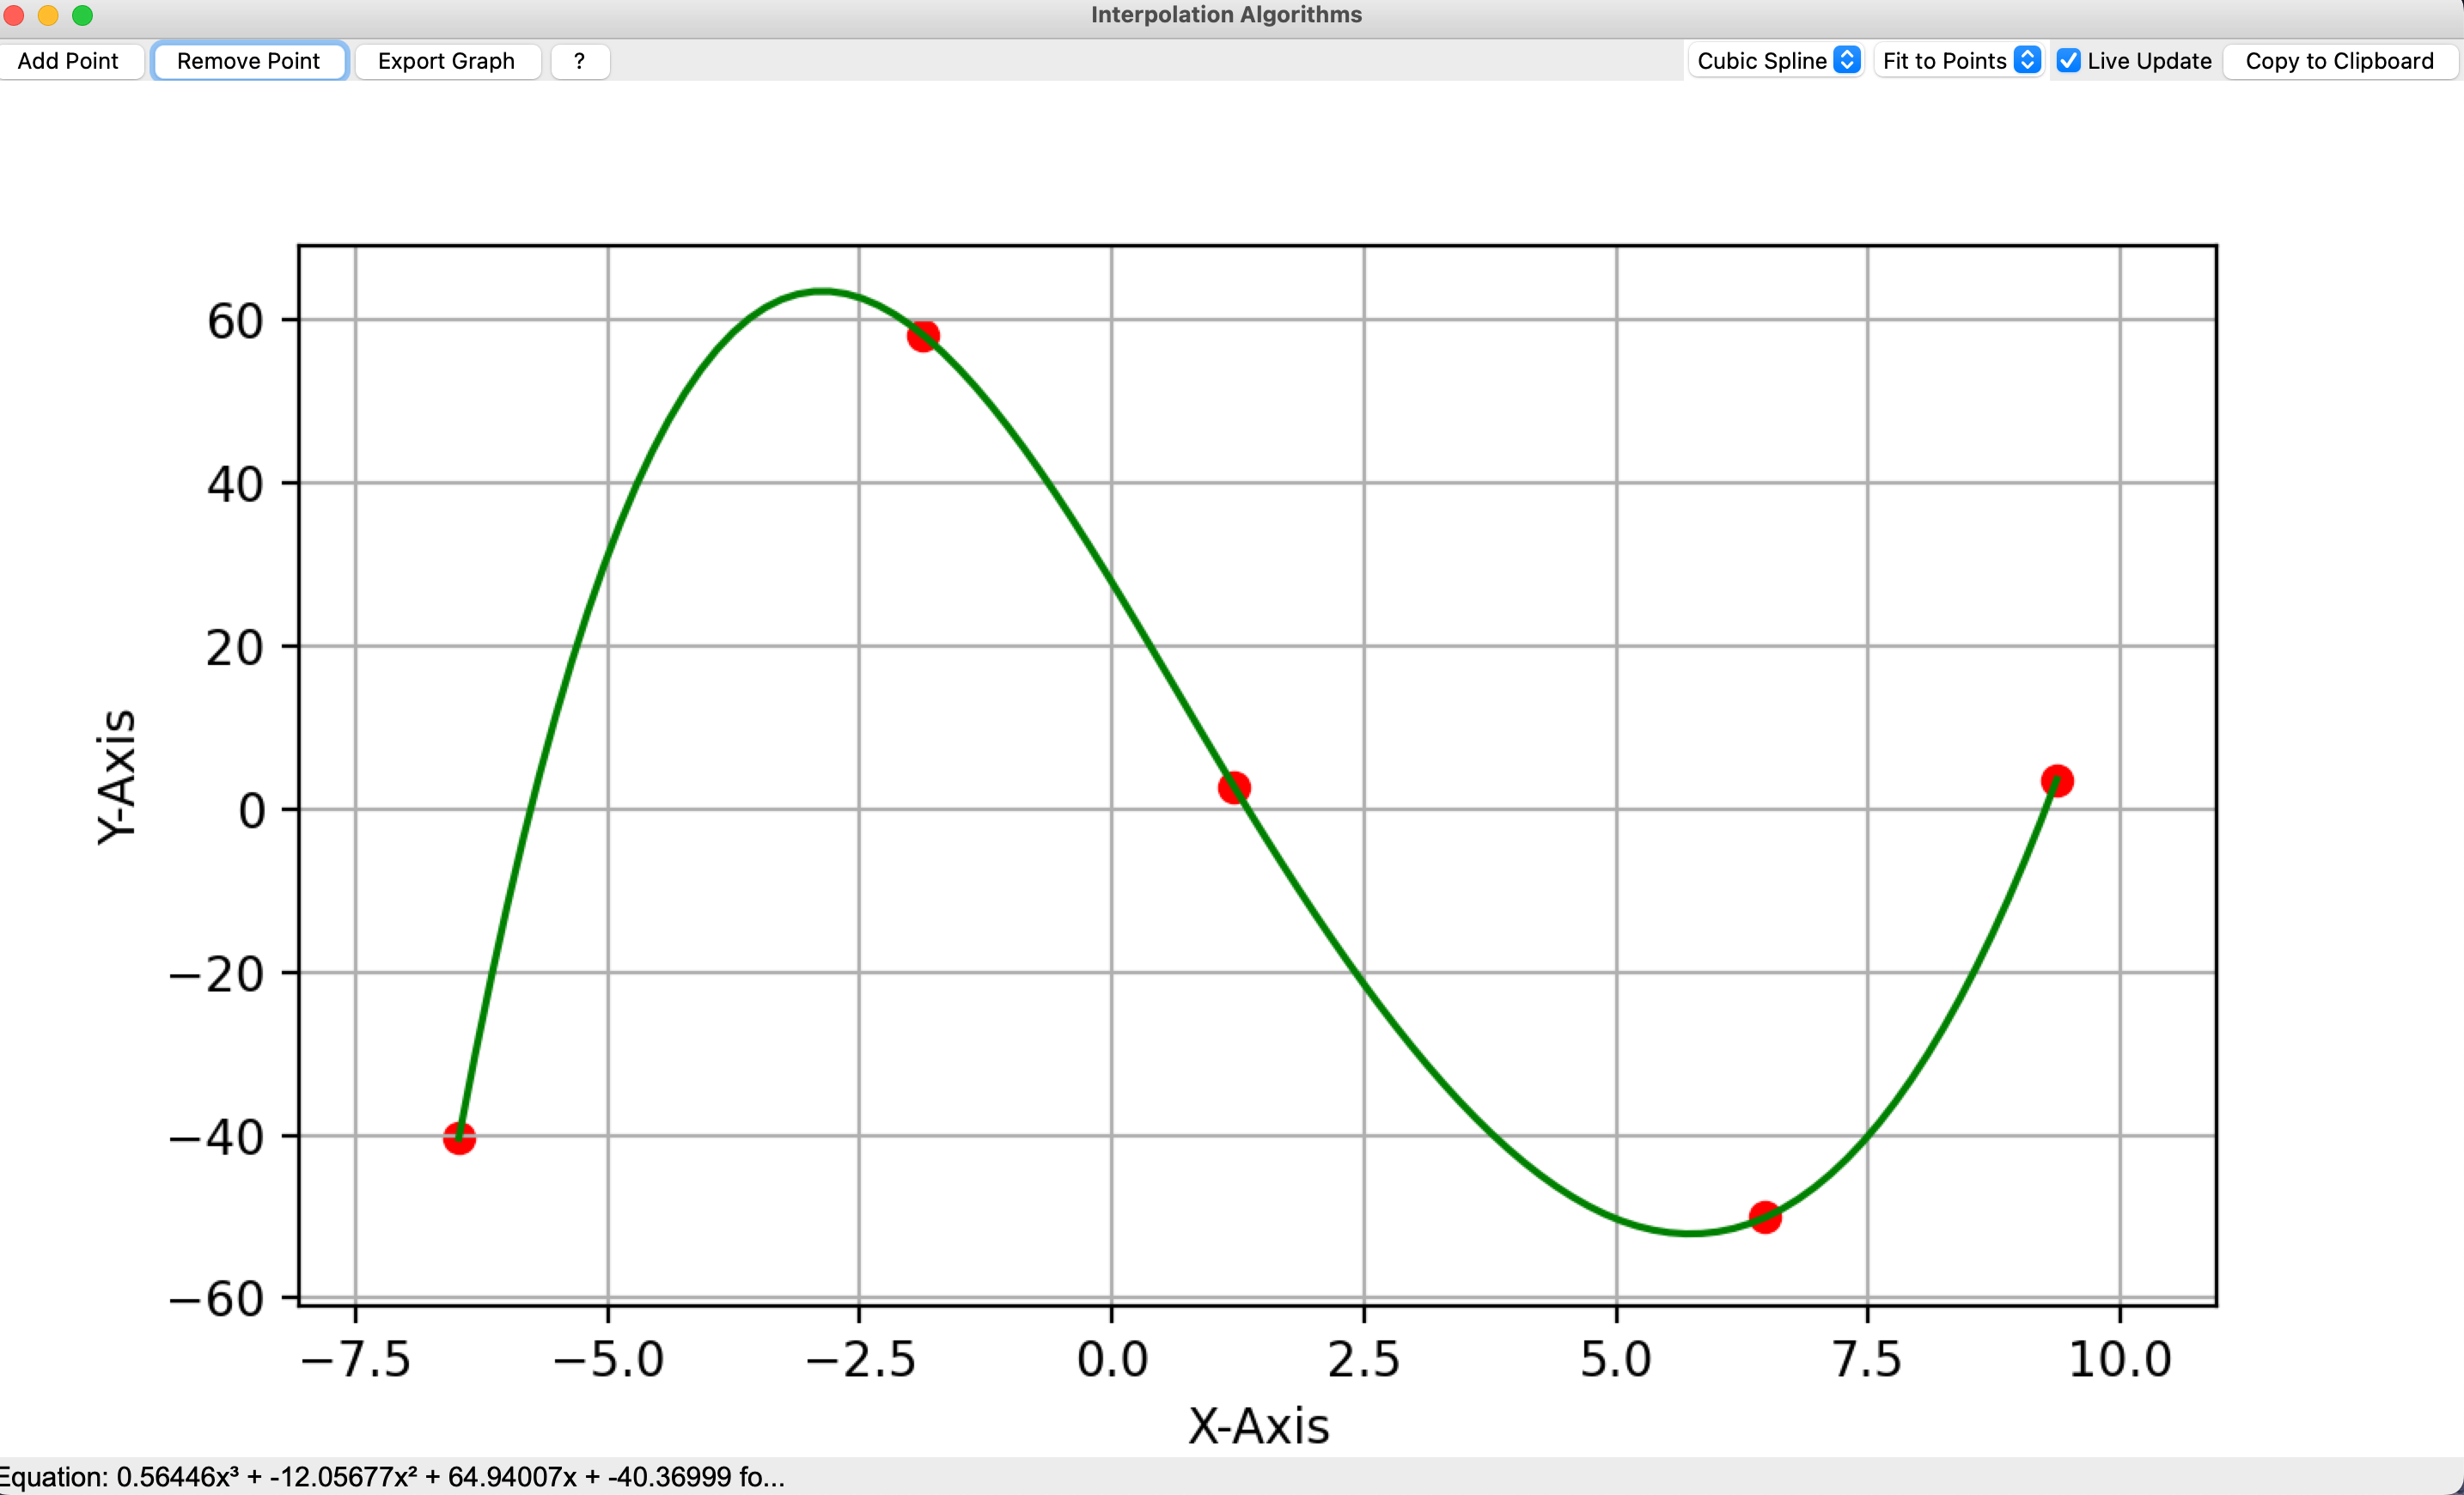 Interpolation Algorithms
Add Point Remove Point Export Graph ? Cubic Spline Fit to Points Live Update Copy to Clipboard
60
40
20
0
−20
−40
−60
Y-Axis
−7.5 −5.0 −2.5 0.0 2.5 5.0 7.5 10.0
X-Axis
Equation: 0.56446x³ + -12.05677x² + 64.94007x + -40.36999 fo...